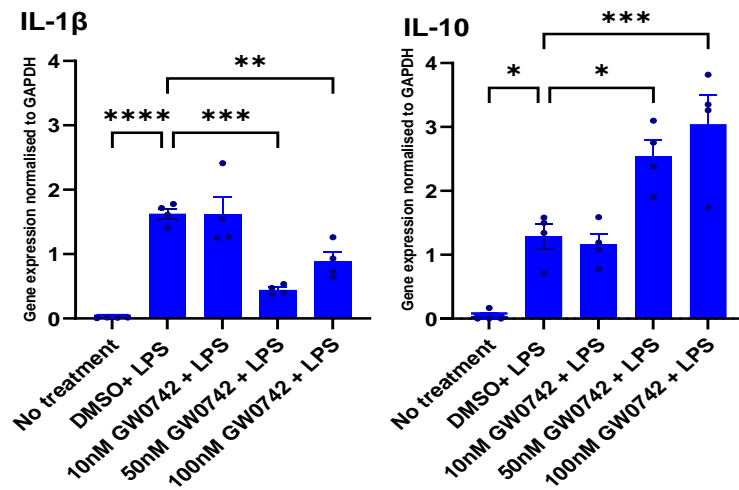 IL-1β
Gene expression normalised to GAPDH
4
3
2
1
0
**
****
***
No treatment
DMSO+ LPS
10nM GW0742 + LPS
50nM GW0742 + LPS
100nM GW0742 + LPS
IL-10
Gene expression normalised to GAPDH
4
3
2
1
0
***
*
*
No treatment
DMSO+ LPS
10nM GW0742 + LPS
50nM GW0742 + LPS
100nM GW0742 + LPS